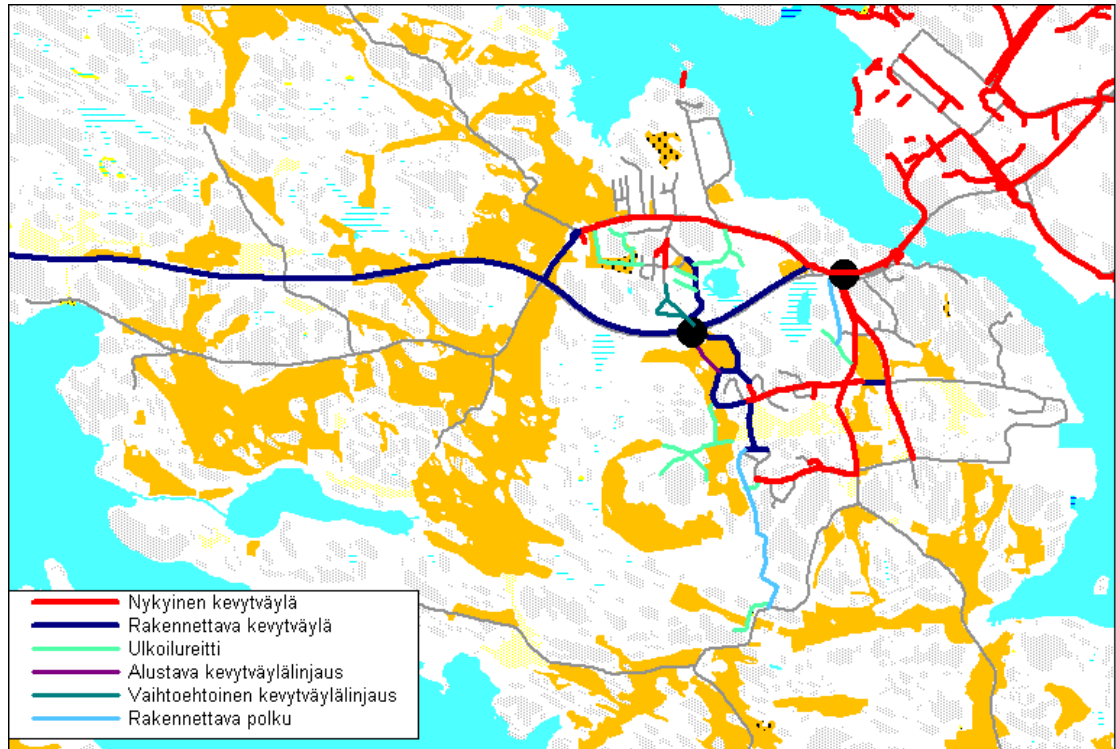 Nykyinen kevytväylä
Rakennettava kevytväylä
Ulkoilureitti
Alustava kevytväylälinjaus
Vaihtoehtoinen kevytväylälinjaus
Rakennettava polku